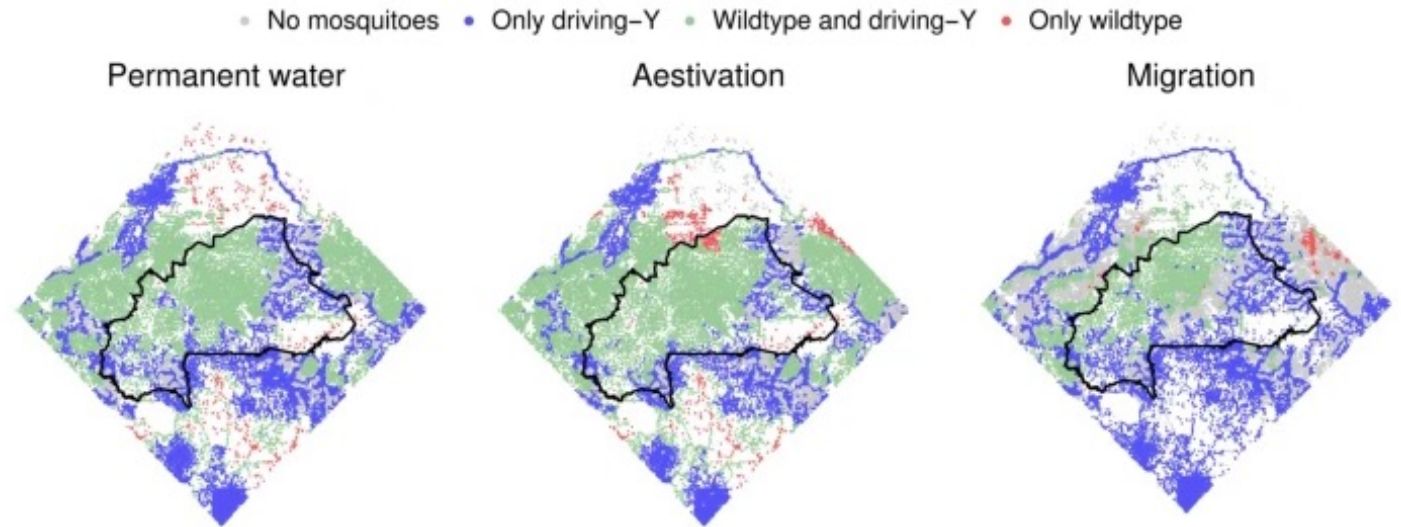 No mosquitoes Only driving–Y Wildtype and driving–Y Only wildtype
Permanent water Aestivation Migration